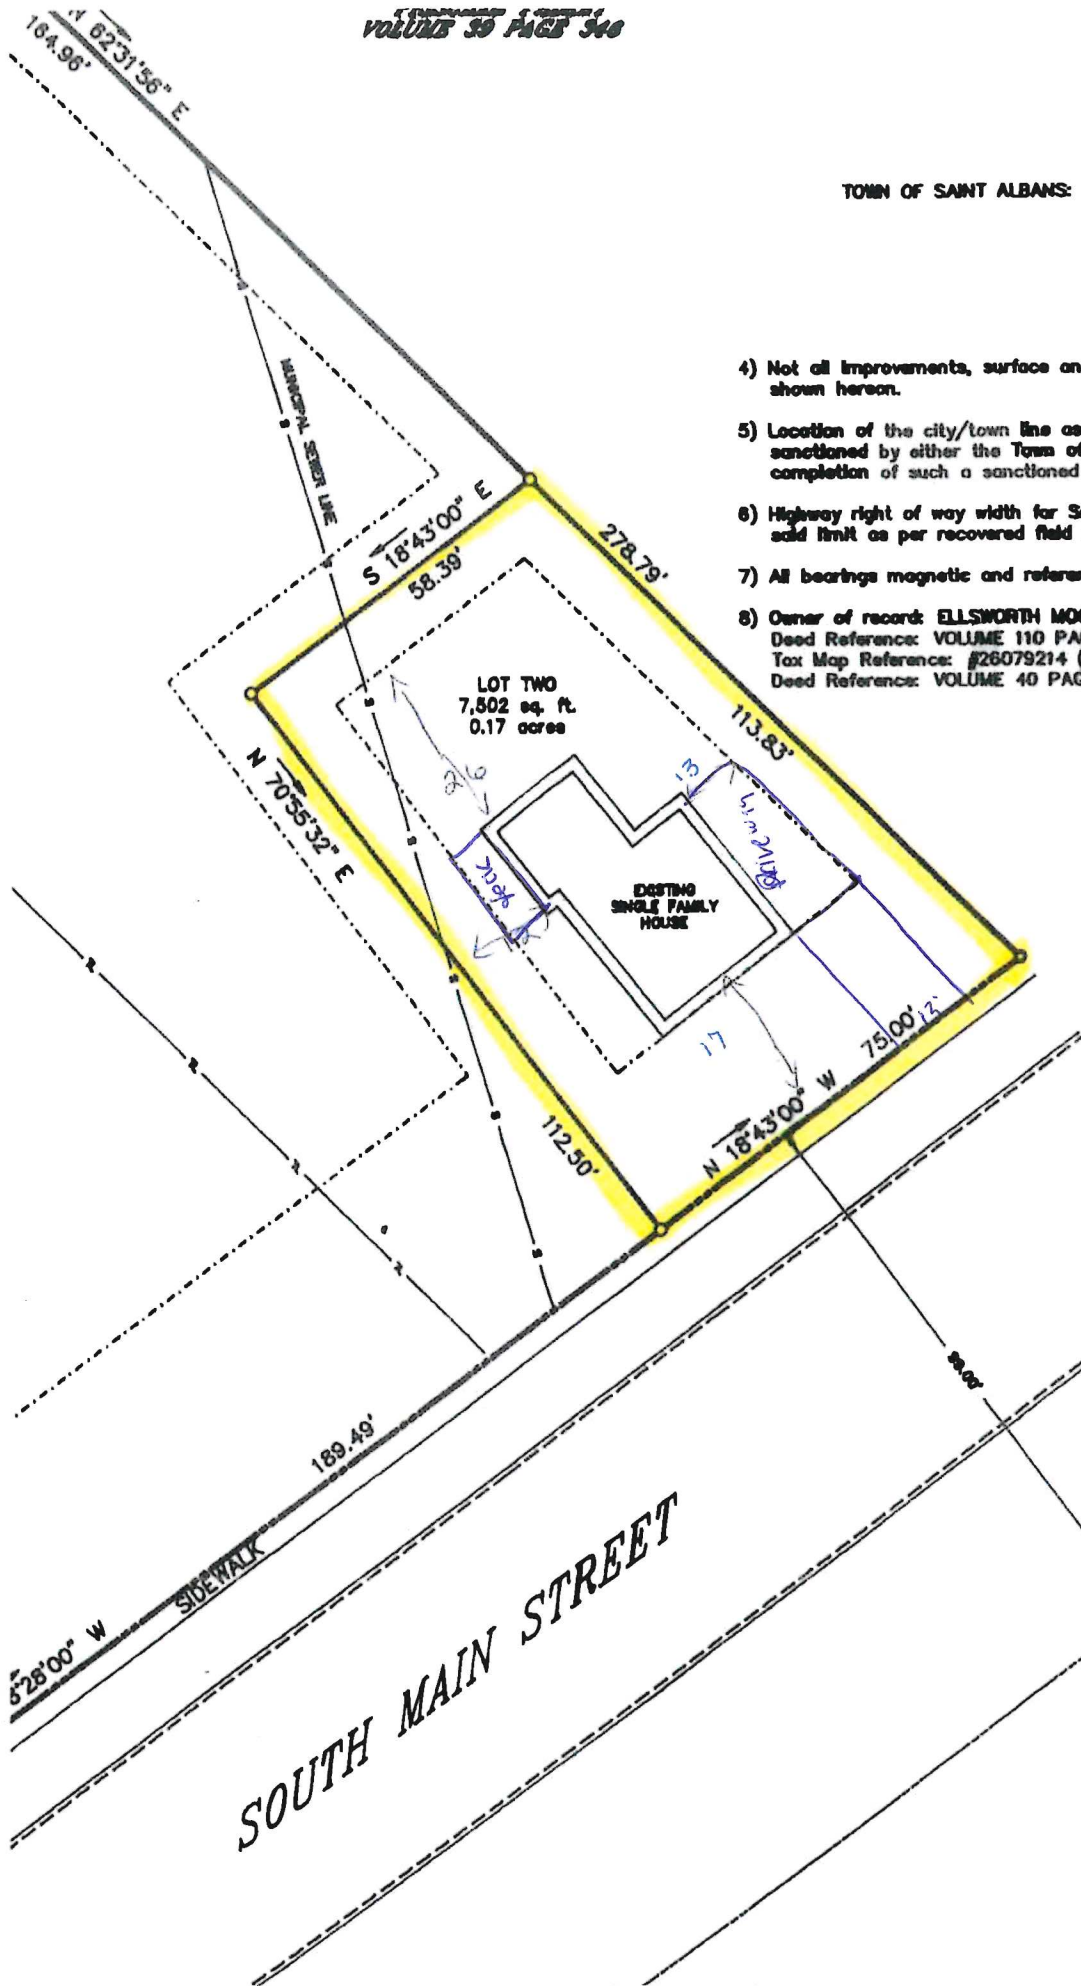 VOLUME 39 PAGE 346
N 62°31'56" E
164.96'
TOWN OF SAINT ALBANS:
MUNICIPAL SEWER LINE
4) Not all improvements, surface an
shown hereon.
5) Location of the city/town line as
sanctioned by either the Town of
completion of such a sanctioned
6) Highway right of way width for S
said limit as per recovered field
7) All bearings magnetic and refere
8) Owner of record: ELLSWORTH MO
Deed Reference: VOLUME 110 PA
Tax Map Reference: #26079214
Deed Reference: VOLUME 40 PAG
S 18°43'00" E
58.39'
278.79'
LOT TWO
7,502 sq. ft.
0.17 acres
113.83'
N 70°55'32" E
26
13
Driveway
deck
EXISTING
SINGLE FAMILY
HOUSE
17
75.00'
N 18°43'00" W
112.50'
99.00'
189.49'
SIDEWALK
28'00" W
SOUTH MAIN STREET